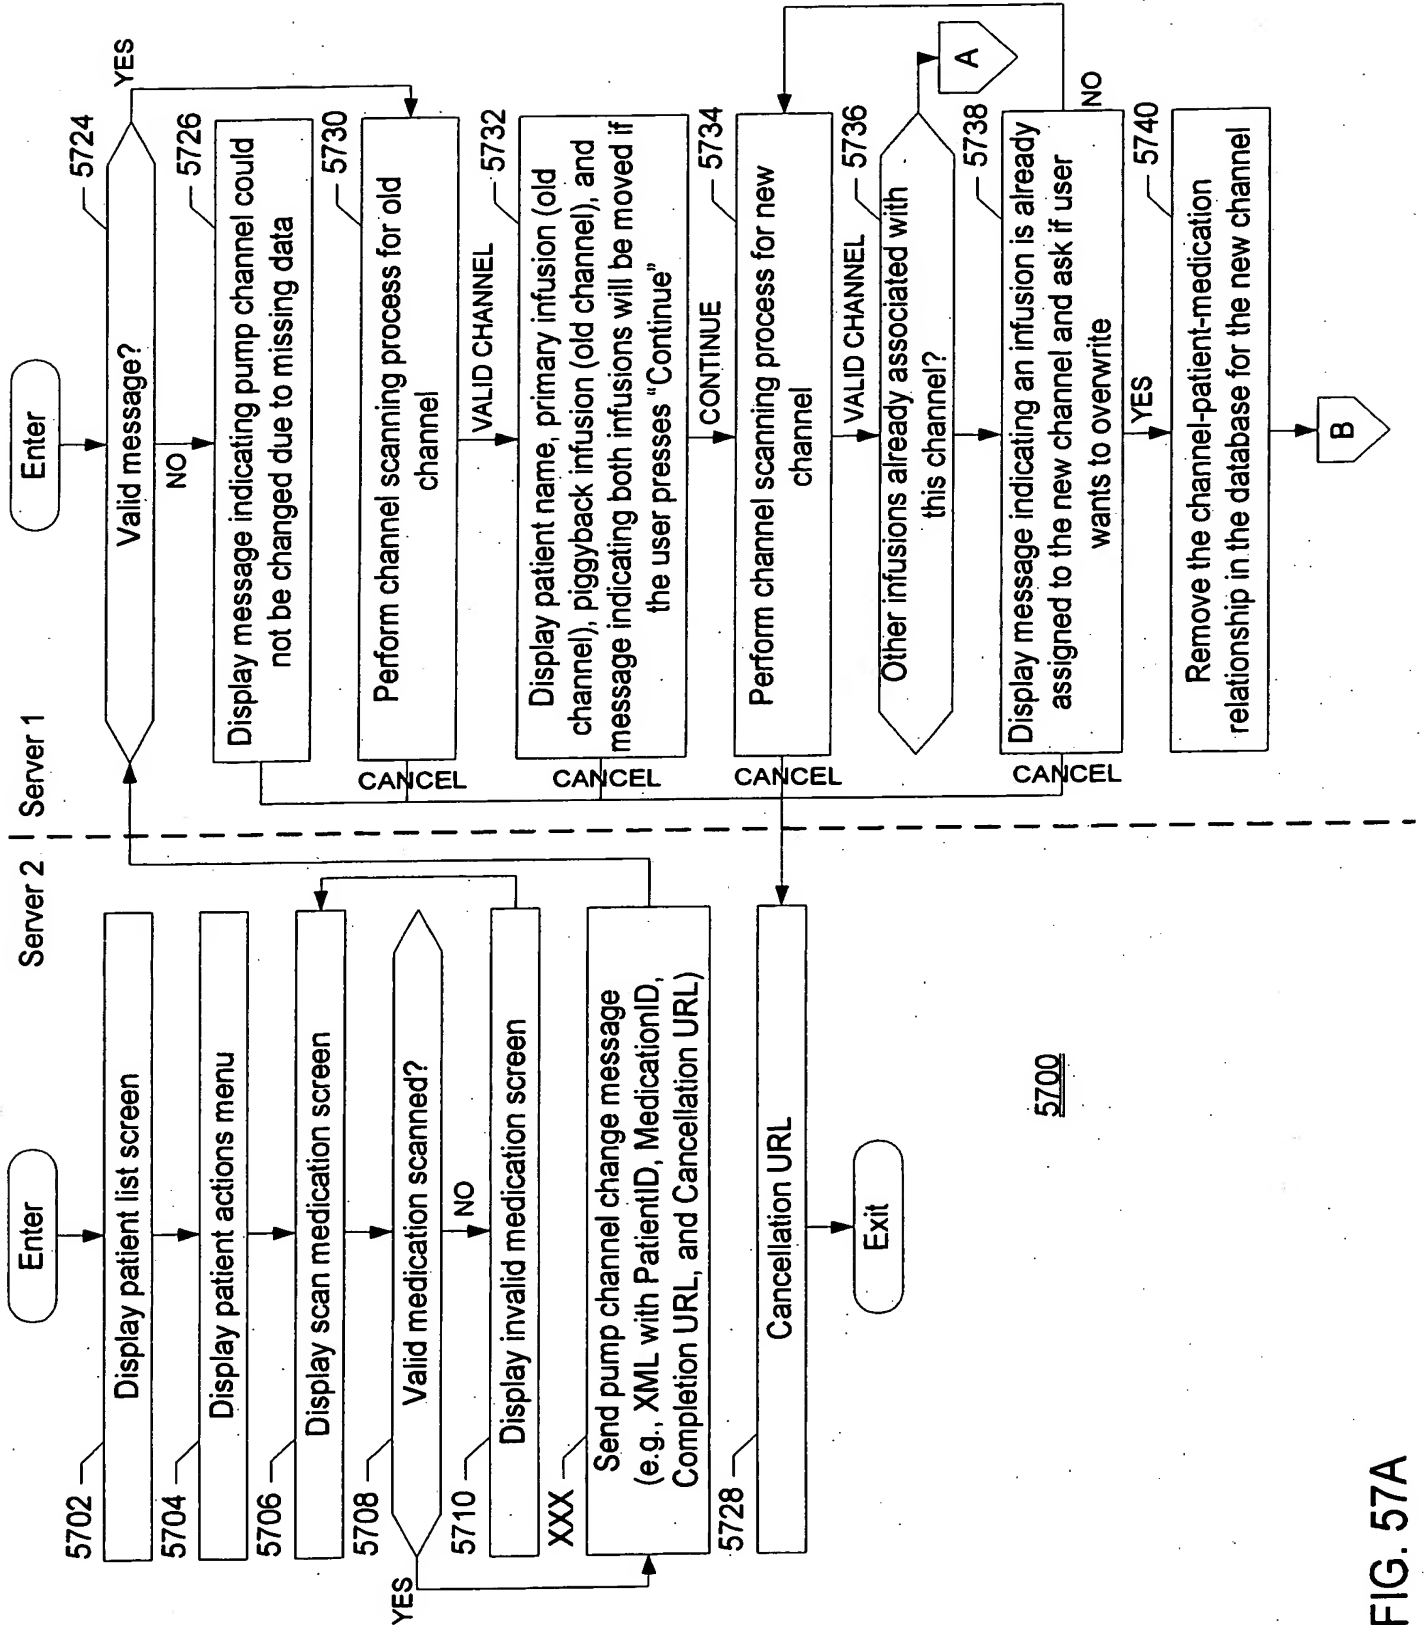 Server 2
Enter
5702
Display patient list screen
5704
Display patient actions menu
5706
Display scan medication screen
5708
Valid medication scanned?
YES
NO
5710
Display invalid medication screen
XXX
Send pump channel change message
(e.g., XML with PatientID, MedicationID,
Completion URL, and Cancellation URL)
5728
Cancellation URL
Exit
5700
Server 1
Enter
5724
Valid message?
YES
NO
5726
Display message indicating pump channel could
not be changed due to missing data
5730
Perform channel scanning process for old
channel
CANCEL
VALID CHANNEL
5732
Display patient name, primary infusion (old
channel), piggyback infusion (old channel), and
message indicating both infusions will be moved if
the user presses “Continue”
CANCEL
CONTINUE
5734
Perform channel scanning process for new
channel
CANCEL
VALID CHANNEL
5736
Other infusions already associated with
this channel?
A
5738
Display message indicating an infusion is already
assigned to the new channel and ask if user
wants to overwrite
CANCEL
NO
YES
5740
Remove the channel-patient-medication
relationship in the database for the new channel
B
FIG. 57A